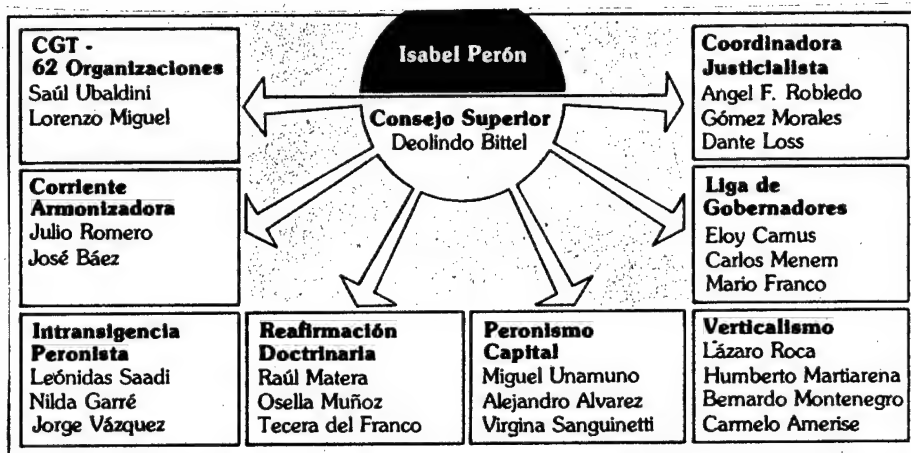 CGT -
62 Organizaciones
Saúl Ubaldini
Lorenzo Miguel
Isabel Perón
Consejo Superior
Deolindo Bittel
Coordinadora
Justicialista
Angel F. Robledo
Gómez Morales
Dante Loss
Corriente
Armonizadora
Julio Romero
José Báez
Liga de
Gobernadores
Eloy Camus
Carlos Menem
Mario Franco
Intransigencia
Peronista
Leónidas Saadi
Nilda Garré
Jorge Vázquez
Reafirmación
Doctrinaria
Raúl Matera
Osella Muñoz
Tecera del Franco
Peronismo
Capital
Miguel Unamuno
Alejandro Alvarez
Virgina Sanguinetti
Verticalismo
Lázaro Roca
Humberto Martiarena
Bernardo Montenegro
Carmelo Amerise